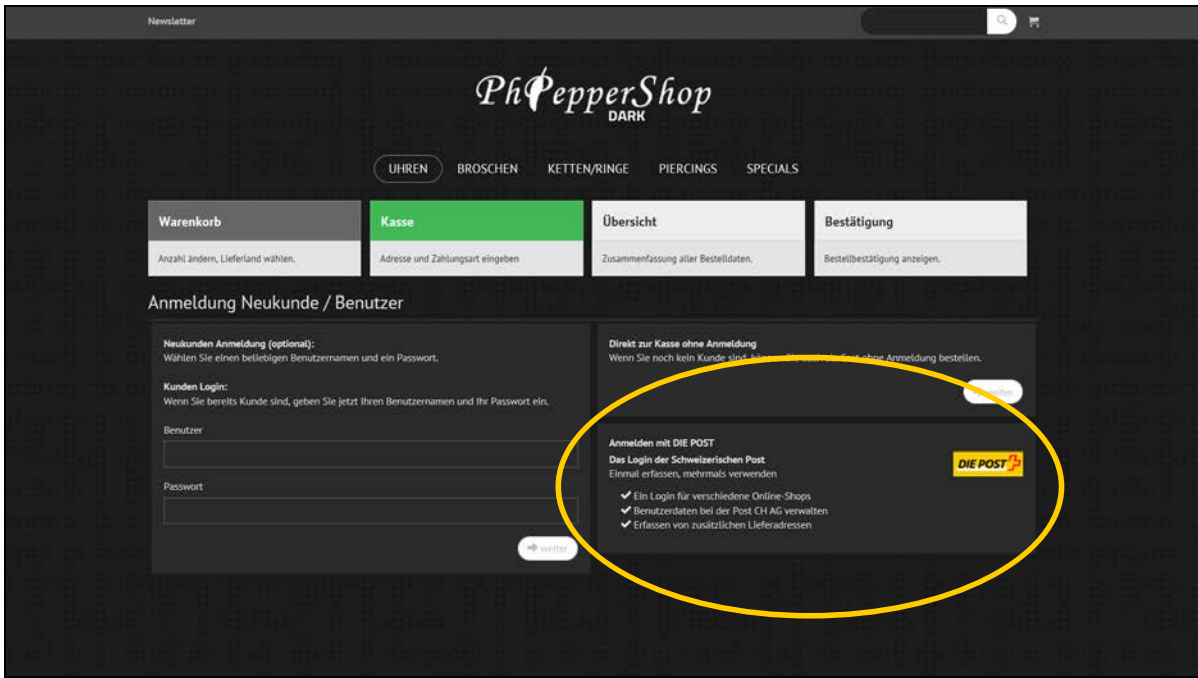 Newsletter
PhPepperShop
DARK
UHREN BROSCHEN KETTEN/RINGE PIERCINGS SPECIALS
Warenkorb
Anzahl ändern, Lieferland wählen.
Kasse
Adresse und Zahlungsart eingeben
Übersicht
Zusammenfassung aller Bestelldaten.
Bestätigung
Bestellbestätigung anzeigen.
Anmeldung Neukunde / Benutzer
Neukunden Anmeldung (optional):
Wählen Sie einen beliebigen Benutzernamen und ein Passwort.
Kunden Login:
Wenn Sie bereits Kunde sind, geben Sie jetzt Ihren Benutzernamen und Ihr Passwort ein.
Benutzer
Passwort
weiter
Direkt zur Kasse ohne Anmeldung
Wenn Sie noch kein Kunde sind, ohne Anmeldung bestellen.
Anmelden mit DIE POST
Das Login der Schweizerischen Post
Einmal erfassen, mehrmals verwenden
DIE POST
✔ Ein Login für verschiedene Online-Shops
✔ Benutzerdaten bei der Post CH AG verwalten
✔ Erfassen von zusätzlichen Lieferadressen